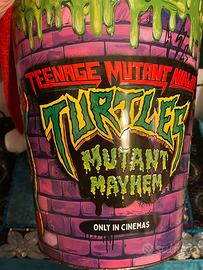 TEENAGE MUTANT NINJA
TURTLES
MUTANT
MAYHEM
ONLY IN CINEMAS